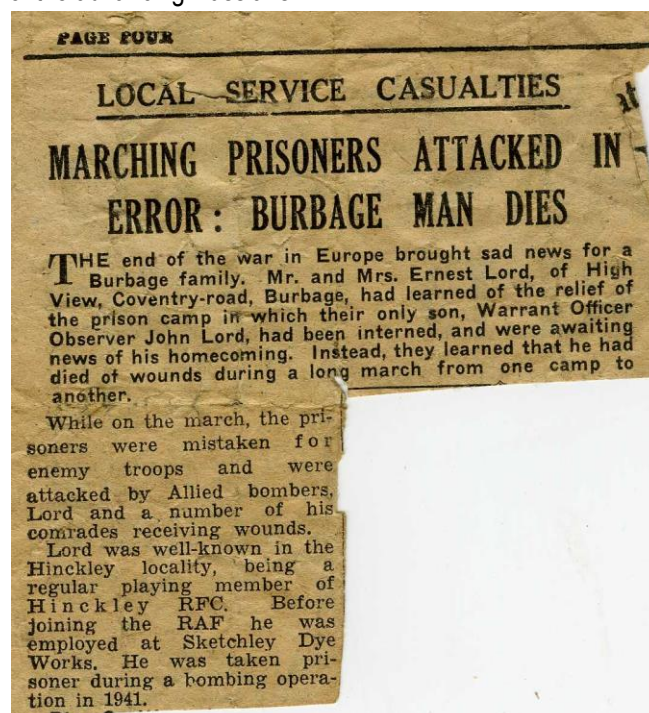 PAGE FOUR
LOCAL SERVICE CASUALTIES
MARCHING PRISONERS ATTACKED IN
ERROR: BURBAGE MAN DIES
THE end of the war in Europe brought sad news for a
Burbage family. Mr. and Mrs. Ernest Lord, of High
View, Coventry-road, Burbage, had learned of the relief of
the prison camp in which their only son, Warrant Officer
Observer John Lord, had been interned, and were awaiting
news of his homecoming. Instead, they learned that he had
died of wounds during a long march from one camp to
another.
While on the march, the pri-
soners were mistaken for
enemy troops and were
attacked by Allied bombers,
Lord and a number of his
comrades receiving wounds.
Lord was well-known in the
Hinckley locality, being a
regular playing member of
Hinckley RFC. Before
joining the RAF he was
employed at Sketchley Dye
Works. He was taken pri-
soner during a bombing opera-
tion in 1941.